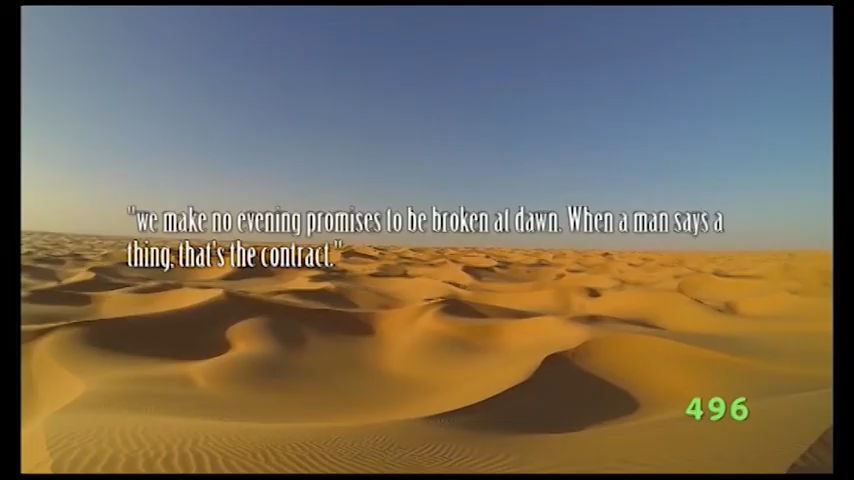 "we make no evening promises to be broken at dawn. When a man says a
thing, that's the contract."
496